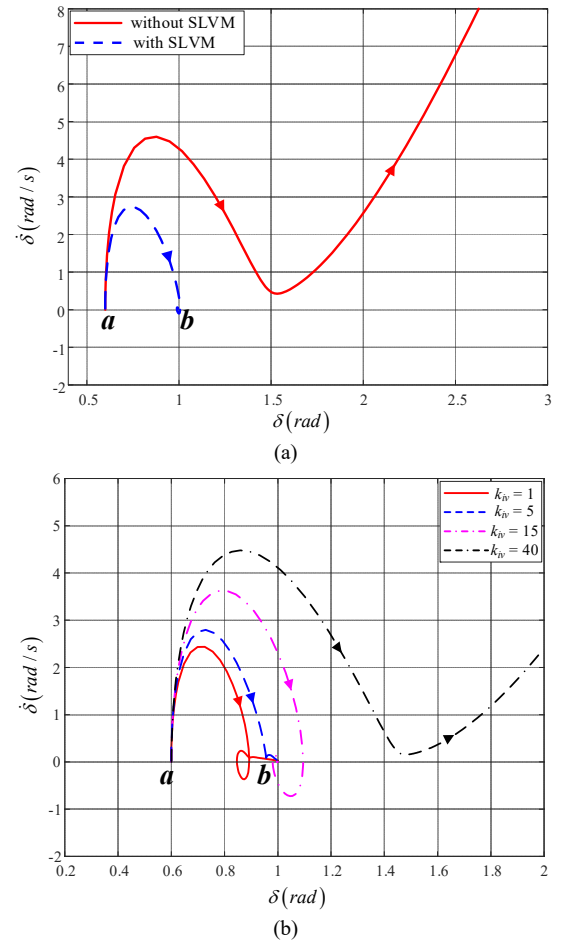 without SLVM
with SLVM
8
7
6
5
4
3
2
1
0
-1
-2
δ̇(rad / s)
a
b
0.5
1
1.5
2
2.5
3
δ(rad)
(a)
k_iv = 1
k_iv = 5
k_iv = 15
k_iv = 40
6
5
4
3
2
1
0
-1
-2
δ̇(rad / s)
a
b
0.2
0.4
0.6
0.8
1
1.2
1.4
1.6
1.8
2
δ(rad)
(b)